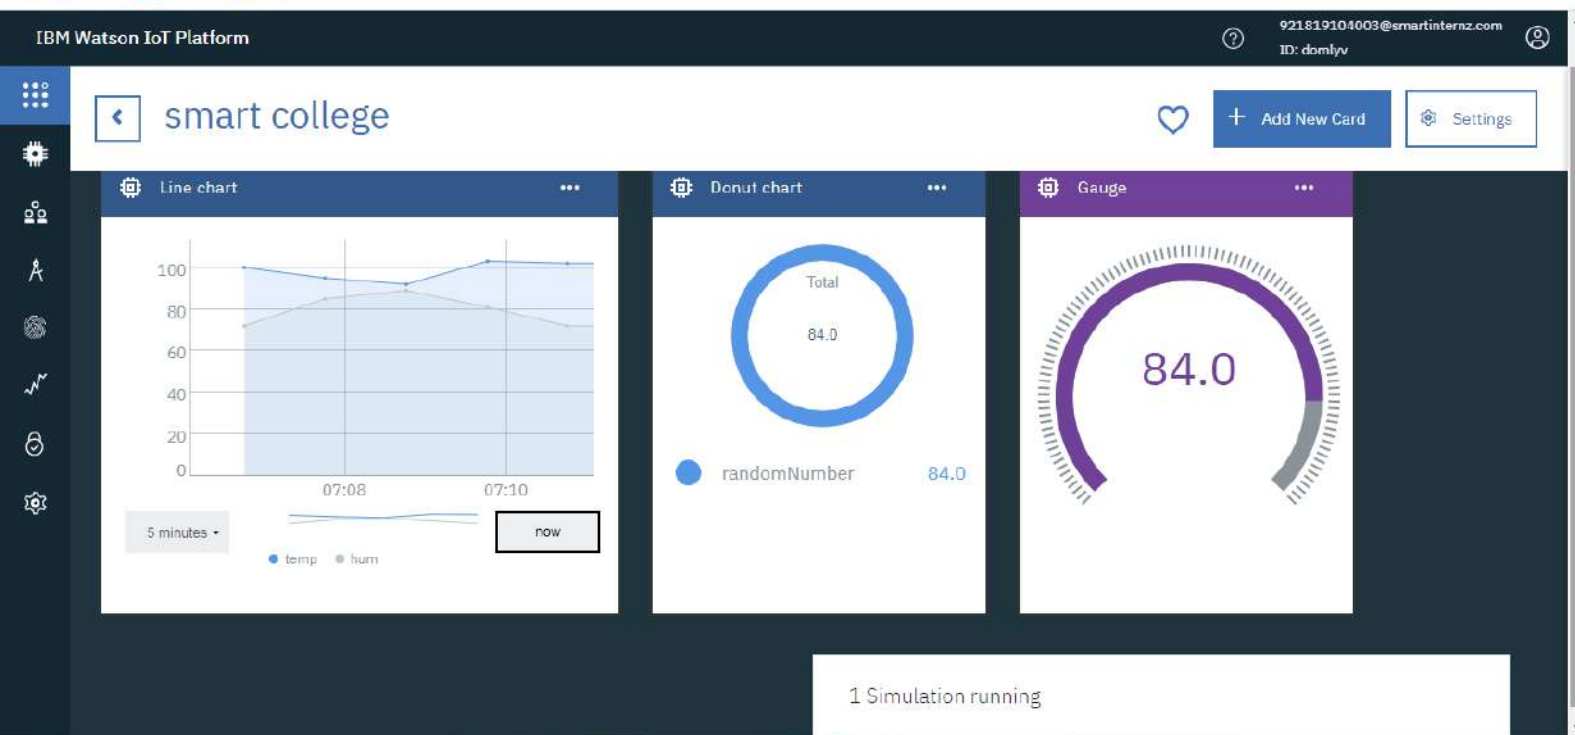 IBM Watson IoT Platform
921819104003@smartinternz.com
ID: domlyv
smart college
Add New Card
Settings
Line chart
100
80
60
40
20
0
07:08
07:10
5 minutes
now
temp
hum
Donut chart
Total
84.0
randomNumber
84.0
Gauge
84.0
1 Simulation running